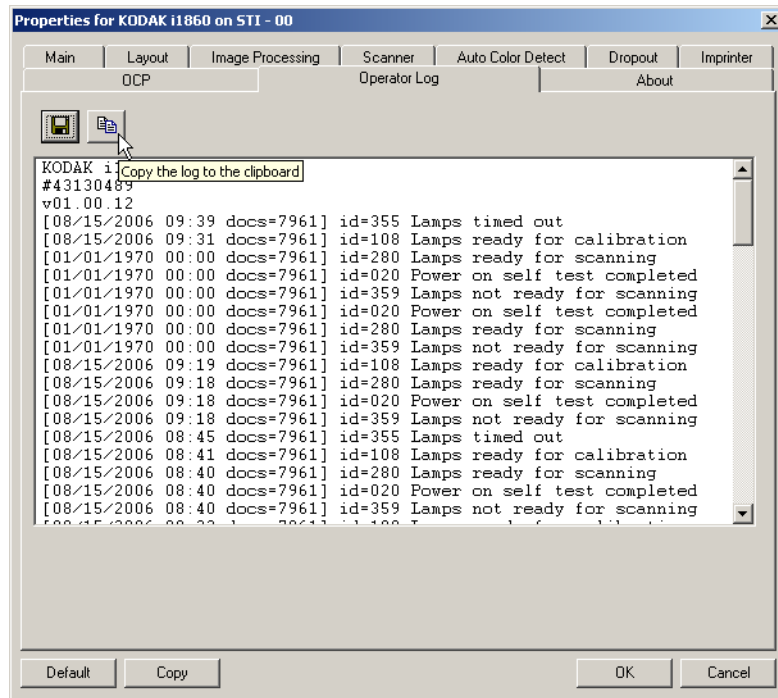 Properties for KODAK i1860 on STI - 00
Main Layout Image Processing Scanner Auto Color Detect Dropout Imprinter
OCP Operator Log About
Copy the log to the clipboard
KODAK
#43130489
v01.00.12
[08/15/2006 09:39 docs=7961] id=355 Lamps timed out
[08/15/2006 09:31 docs=7961] id=108 Lamps ready for calibration
[01/01/1970 00:00 docs=7961] id=280 Lamps ready for scanning
[01/01/1970 00:00 docs=7961] id=020 Power on self test completed
[01/01/1970 00:00 docs=7961] id=359 Lamps not ready for scanning
[01/01/1970 00:00 docs=7961] id=020 Power on self test completed
[01/01/1970 00:00 docs=7961] id=280 Lamps ready for scanning
[01/01/1970 00:00 docs=7961] id=359 Lamps not ready for scanning
[08/15/2006 09:19 docs=7961] id=108 Lamps ready for calibration
[08/15/2006 09:18 docs=7961] id=280 Lamps ready for scanning
[08/15/2006 09:18 docs=7961] id=020 Power on self test completed
[08/15/2006 09:18 docs=7961] id=359 Lamps not ready for scanning
[08/15/2006 08:45 docs=7961] id=355 Lamps timed out
[08/15/2006 08:41 docs=7961] id=108 Lamps ready for calibration
[08/15/2006 08:40 docs=7961] id=280 Lamps ready for scanning
[08/15/2006 08:40 docs=7961] id=020 Power on self test completed
[08/15/2006 08:40 docs=7961] id=359 Lamps not ready for scanning
Default Copy OK Cancel